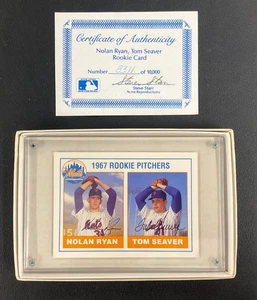 Certificate of Authenticity
Nolan Ryan, Tom Seaver
Rookie Card
Number of 10,000
Steve Starr
1967 ROOKIE PITCHERS
Mets
NOLAN RYAN TOM SEAVER